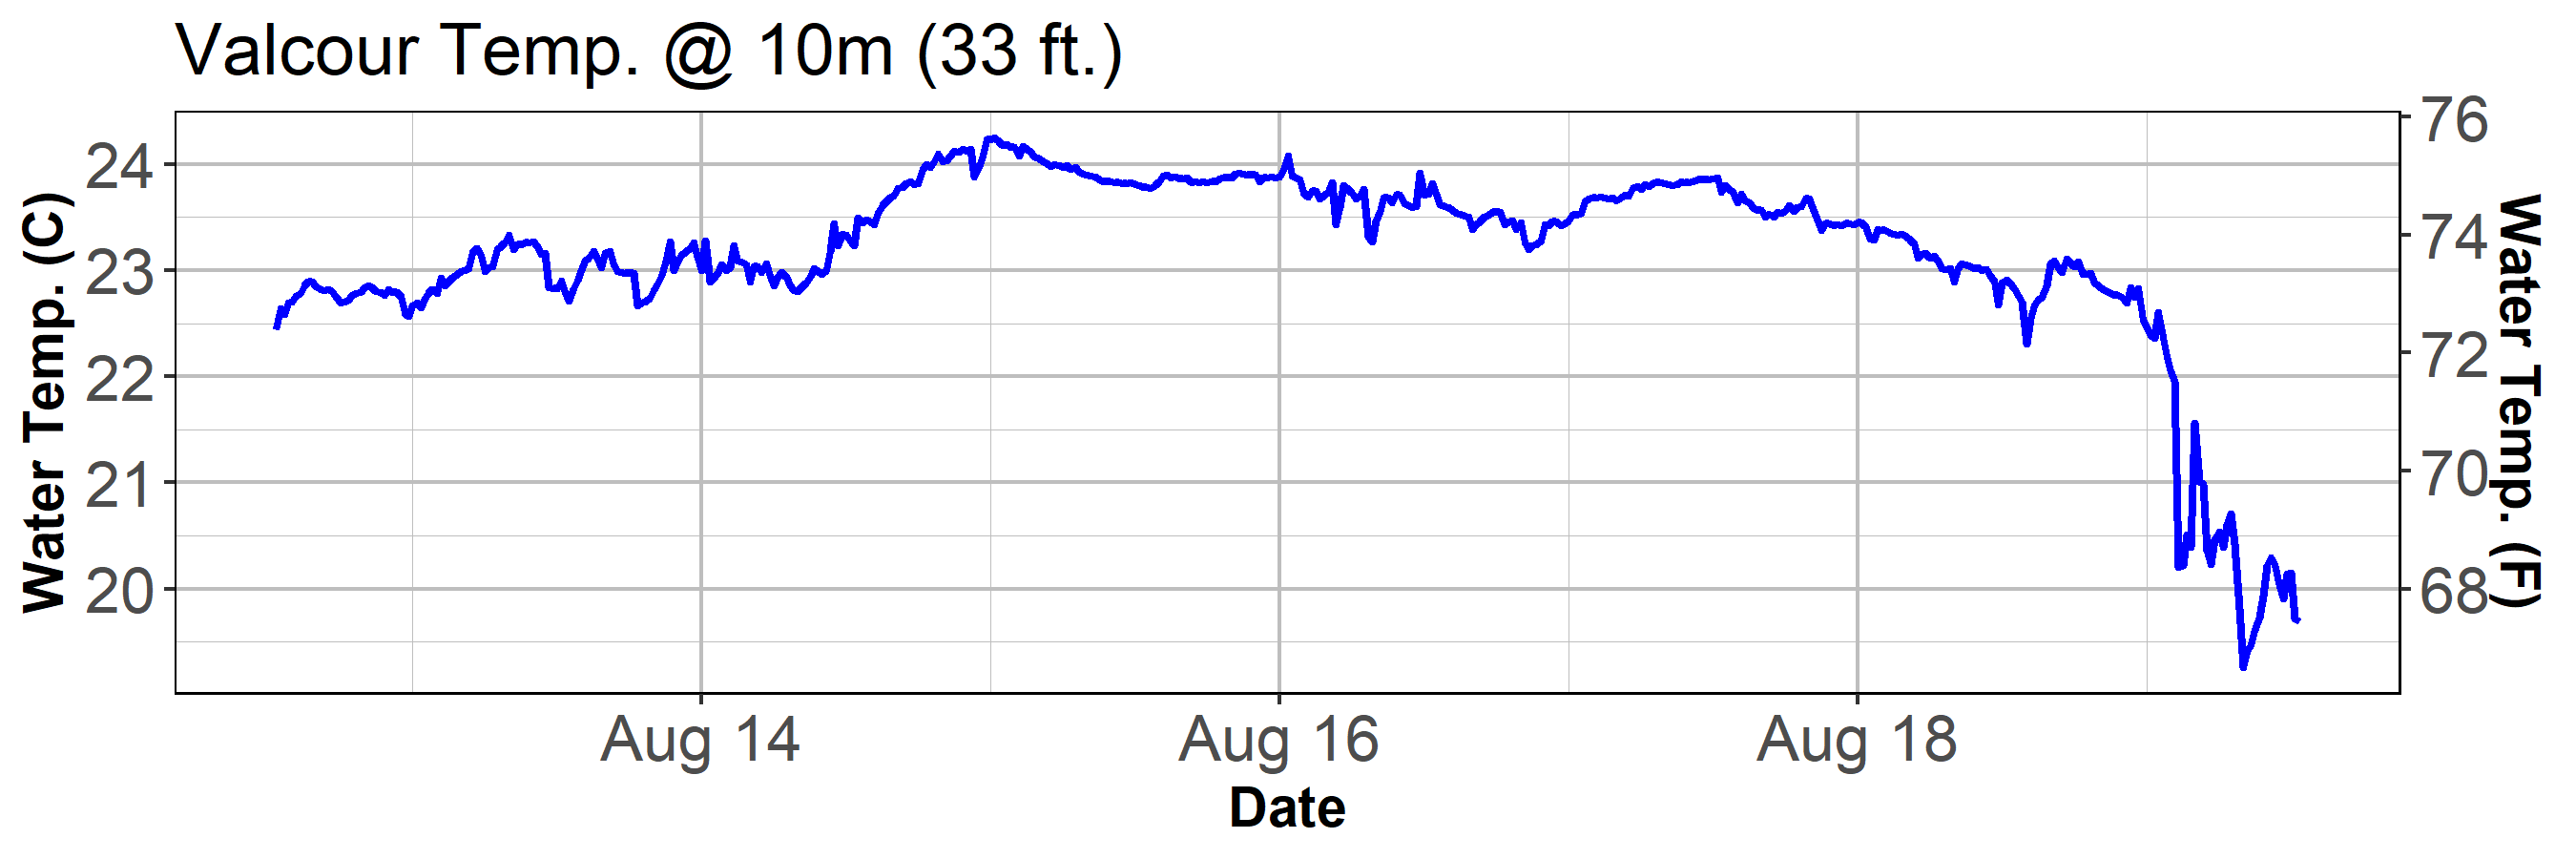 Valcour Temp. @ 10m (33 ft.)
Water Temp. (C)
24
23
22
21
20
76
74
72
70
68
Water Temp. (F)
Aug 14 Aug 16 Aug 18
Date